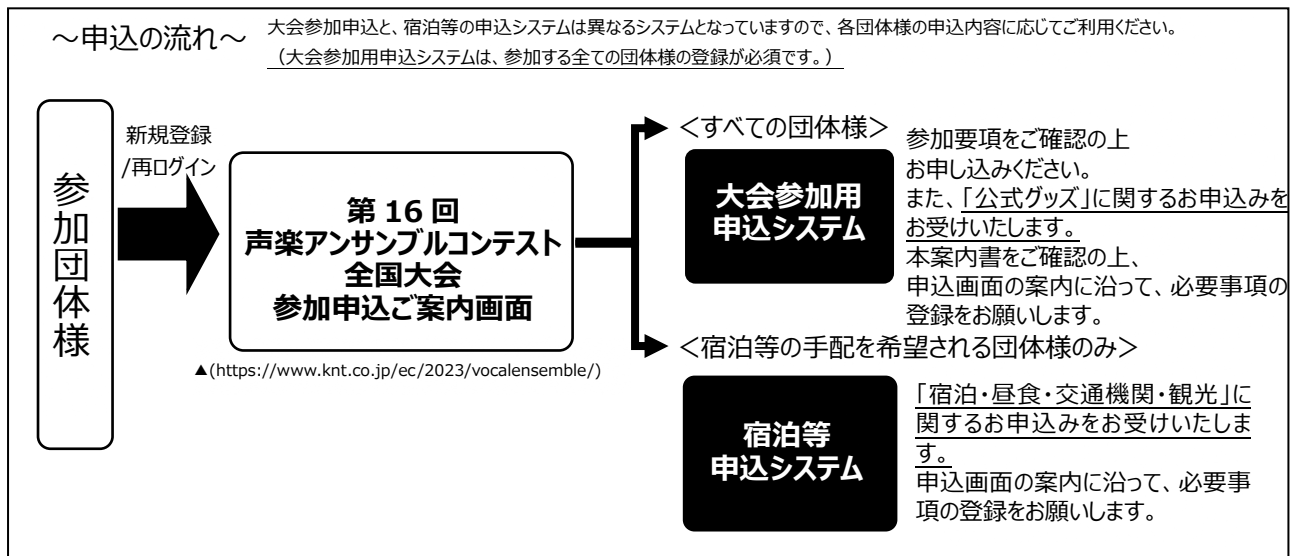 ～申込の流れ～
大会参加申込と、宿泊等の申込システムは異なるシステムとなっていますので、各団体様の申込内容に応じてご利用ください。
（大会参加用申込システムは、参加する全ての団体様の登録が必須です。）
参加団体様
新規登録
/再ログイン
第 16 回
声楽アンサンブルコンテスト
全国大会
参加申込ご案内画面
▲(https://www.knt.co.jp/ec/2023/vocalensemble/)
＜すべての団体様＞
大会参加用
申込システム
参加要項をご確認の上
お申し込みください。
また、「公式グッズ」に関するお申込みを
お受けいたします。
本案内書をご確認の上、
申込画面の案内に沿って、必要事項の
登録をお願いします。
＜宿泊等の手配を希望される団体様のみ＞
宿泊等
申込システム
「宿泊・昼食・交通機関・観光」に
関するお申込みをお受けいたしま
す。
申込画面の案内に沿って、必要事
項の登録をお願いします。